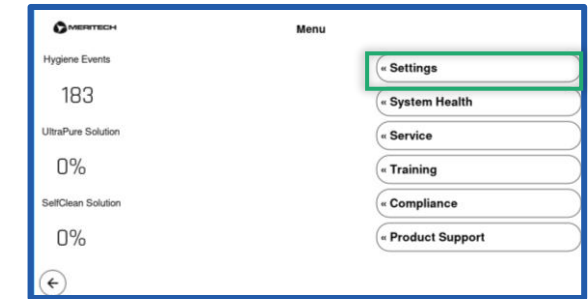 MERITECH
Menu
Hygiene Events
183
UltraPure Solution
0%
SelfClean Solution
0%
« Settings
« System Health
« Service
« Training
« Compliance
« Product Support